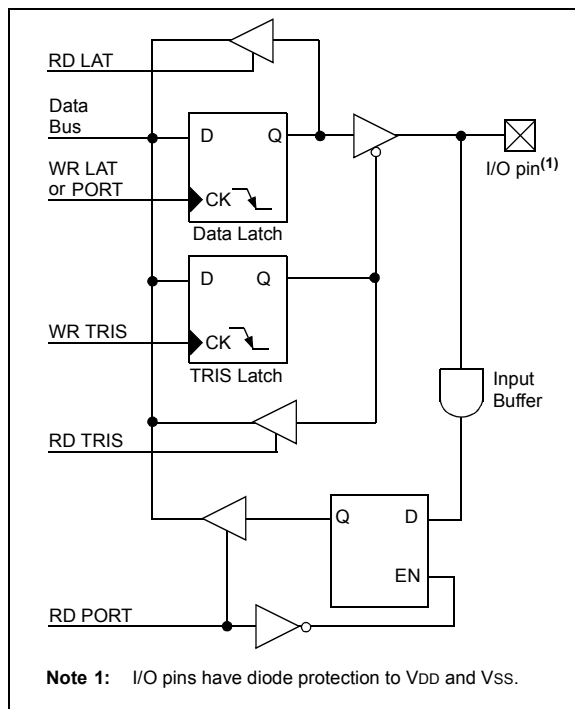 RD LAT
Data
Bus
D Q
WR LAT
or PORT
CK
I/O pin(1)
Data Latch
D Q
WR TRIS
CK
TRIS Latch
Input
Buffer
RD TRIS
Q D
EN
RD PORT
Note 1: I/O pins have diode protection to VDD and VSS.